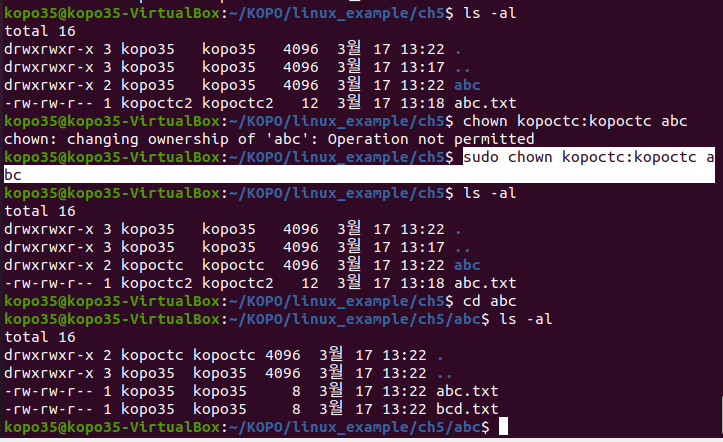 kopo35@kopo35-VirtualBox:~/KOPO/linux_example/ch5$ ls -al
total 16
drwxrwxr-x 3 kopo35   kopo35   4096  3월 17 13:22 .
drwxrwxr-x 3 kopo35   kopo35   4096  3월 17 13:17 ..
drwxrwxr-x 2 kopo35   kopo35   4096  3월 17 13:22 abc
-rw-rw-r-- 1 kopoctc2 kopoctc2   12  3월 17 13:18 abc.txt
kopo35@kopo35-VirtualBox:~/KOPO/linux_example/ch5$ chown kopoctc:kopoctc abc
chown: changing ownership of 'abc': Operation not permitted
kopo35@kopo35-VirtualBox:~/KOPO/linux_example/ch5$ sudo chown kopoctc:kopoctc a
bc
kopo35@kopo35-VirtualBox:~/KOPO/linux_example/ch5$ ls -al
total 16
drwxrwxr-x 3 kopo35   kopo35   4096  3월 17 13:22 .
drwxrwxr-x 3 kopo35   kopo35   4096  3월 17 13:17 ..
drwxrwxr-x 2 kopoctc  kopoctc  4096  3월 17 13:22 abc
-rw-rw-r-- 1 kopoctc2 kopoctc2   12  3월 17 13:18 abc.txt
kopo35@kopo35-VirtualBox:~/KOPO/linux_example/ch5$ cd abc
kopo35@kopo35-VirtualBox:~/KOPO/linux_example/ch5/abc$ ls -al
total 16
drwxrwxr-x 2 kopoctc kopoctc 4096  3월 17 13:22 .
drwxrwxr-x 3 kopo35  kopo35  4096  3월 17 13:22 ..
-rw-rw-r-- 1 kopo35  kopo35     8  3월 17 13:22 abc.txt
-rw-rw-r-- 1 kopo35  kopo35     8  3월 17 13:22 bcd.txt
kopo35@kopo35-VirtualBox:~/KOPO/linux_example/ch5/abc$